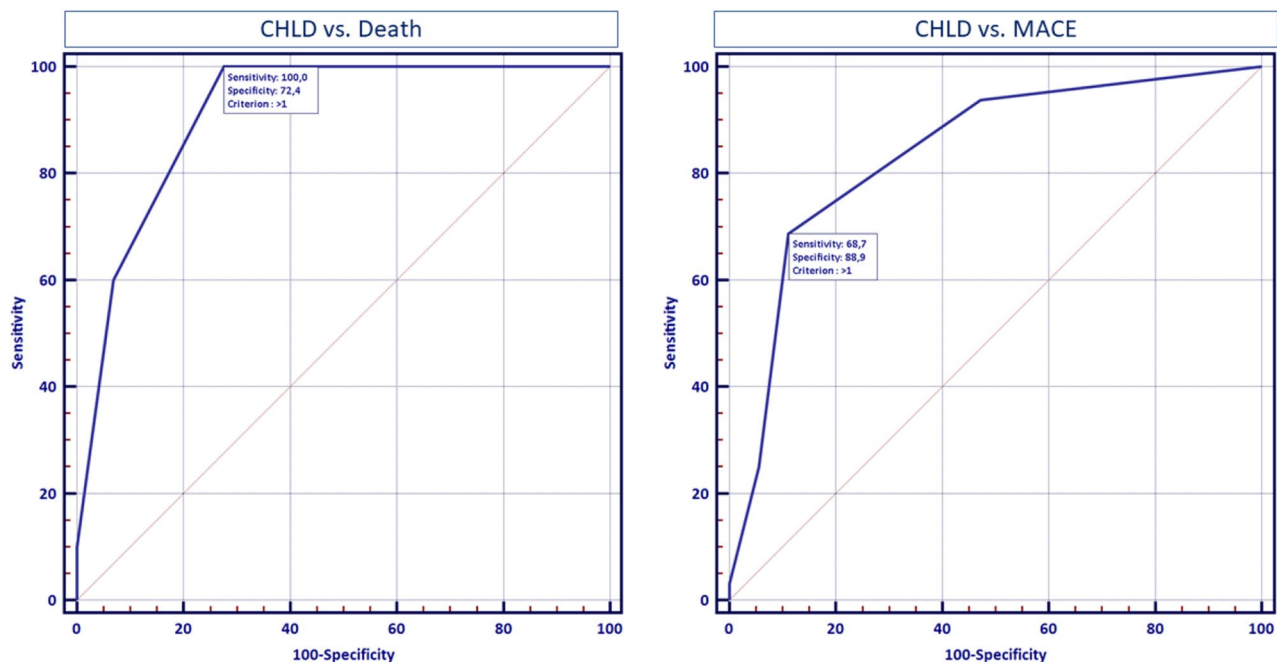 CHLD vs. Death
100
80
60
40
20
0
Sensitivity
Sensitivity: 100,0
Specificity: 72,4
Criterion : >1
0 20 40 60 80 100
100-Specificity
CHLD vs. MACE
100
80
60
40
20
0
Sensitivity
Sensitivity: 68,7
Specificity: 88,9
Criterion : >1
0 20 40 60 80 100
100-Specificity